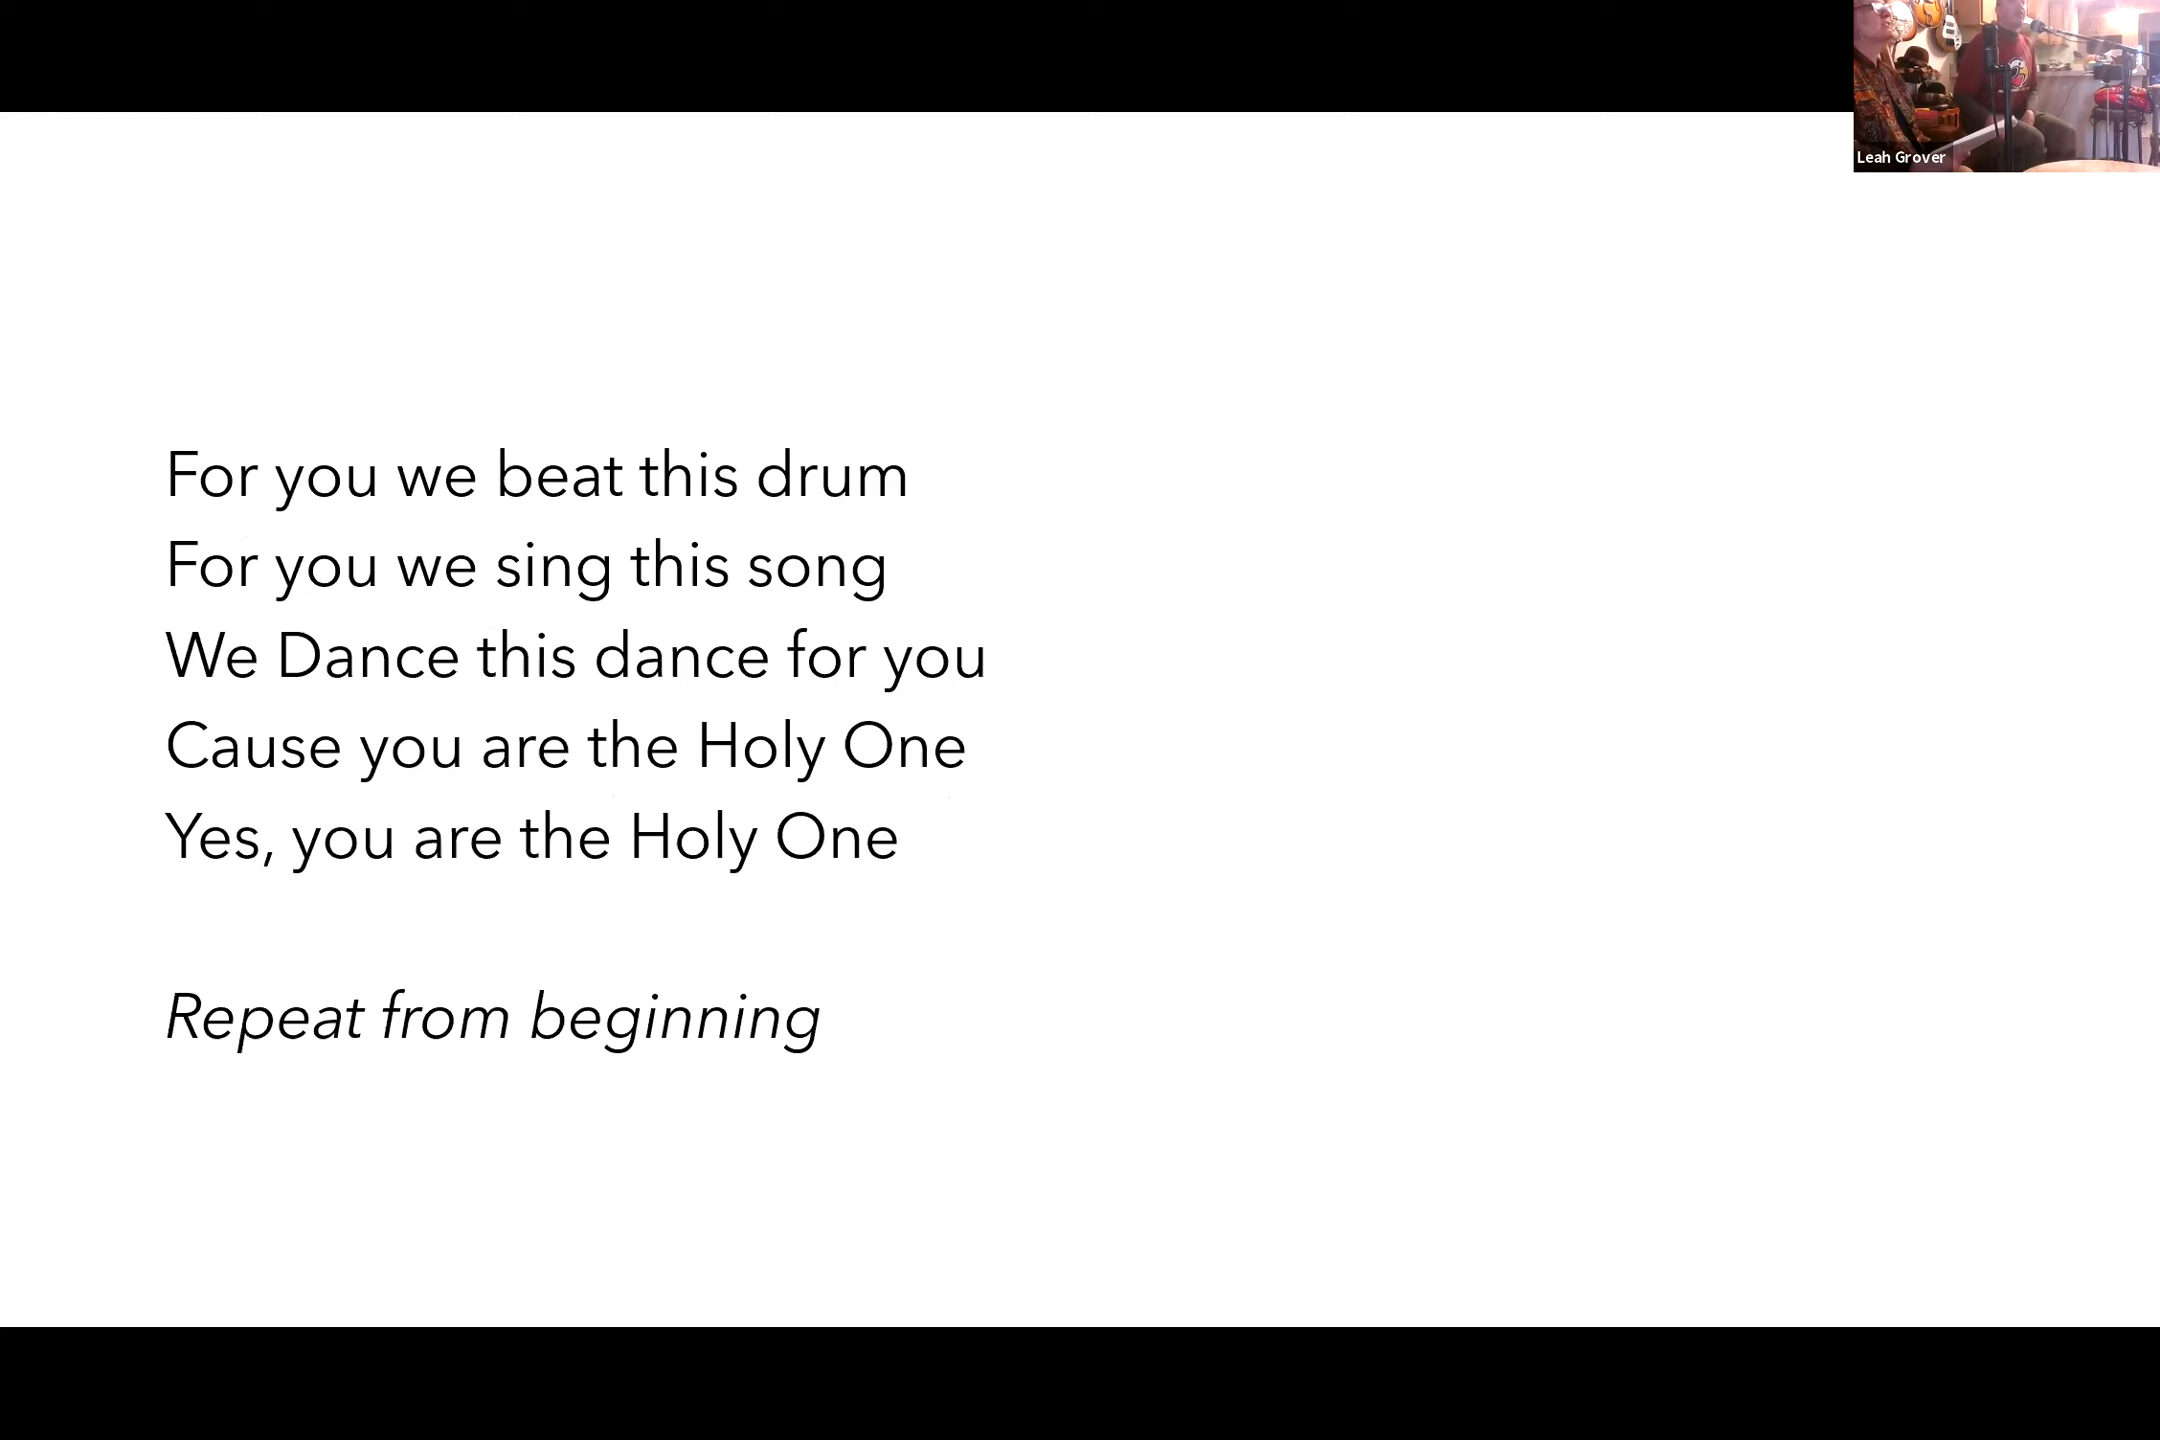 Leah Grover
For you we beat this drum
For you we sing this song
We Dance this dance for you
Cause you are the Holy One
Yes, you are the Holy One
Repeat from beginning